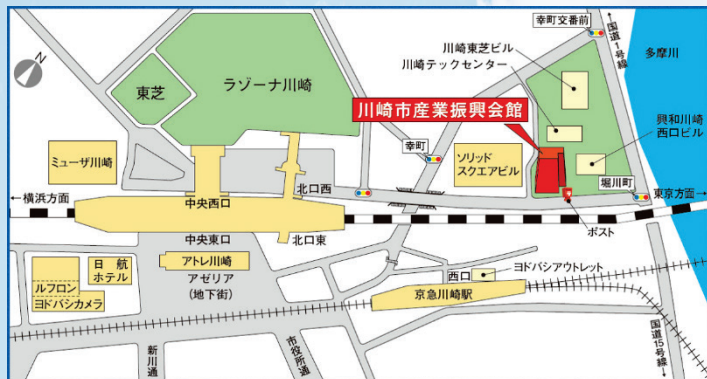 N
幸町交番前
国道1号線
多摩川
川崎東芝ビル
川崎テックセンター
東芝
ラゾーナ川崎
川崎市産業振興会館
興和川崎
西口ビル
ミューザ川崎
幸町
ソリッド
スクエアビル
堀川町
北口西
←横浜方面
中央西口
東京方面→
ポスト
中央東口
北口東
アトレ川崎
アゼリア
(地下街)
日航
ホテル
ルフロン
ヨドバシカメラ
西口
ヨドバシアウトレット
京急川崎駅
新川通
市役所通
国道15号線